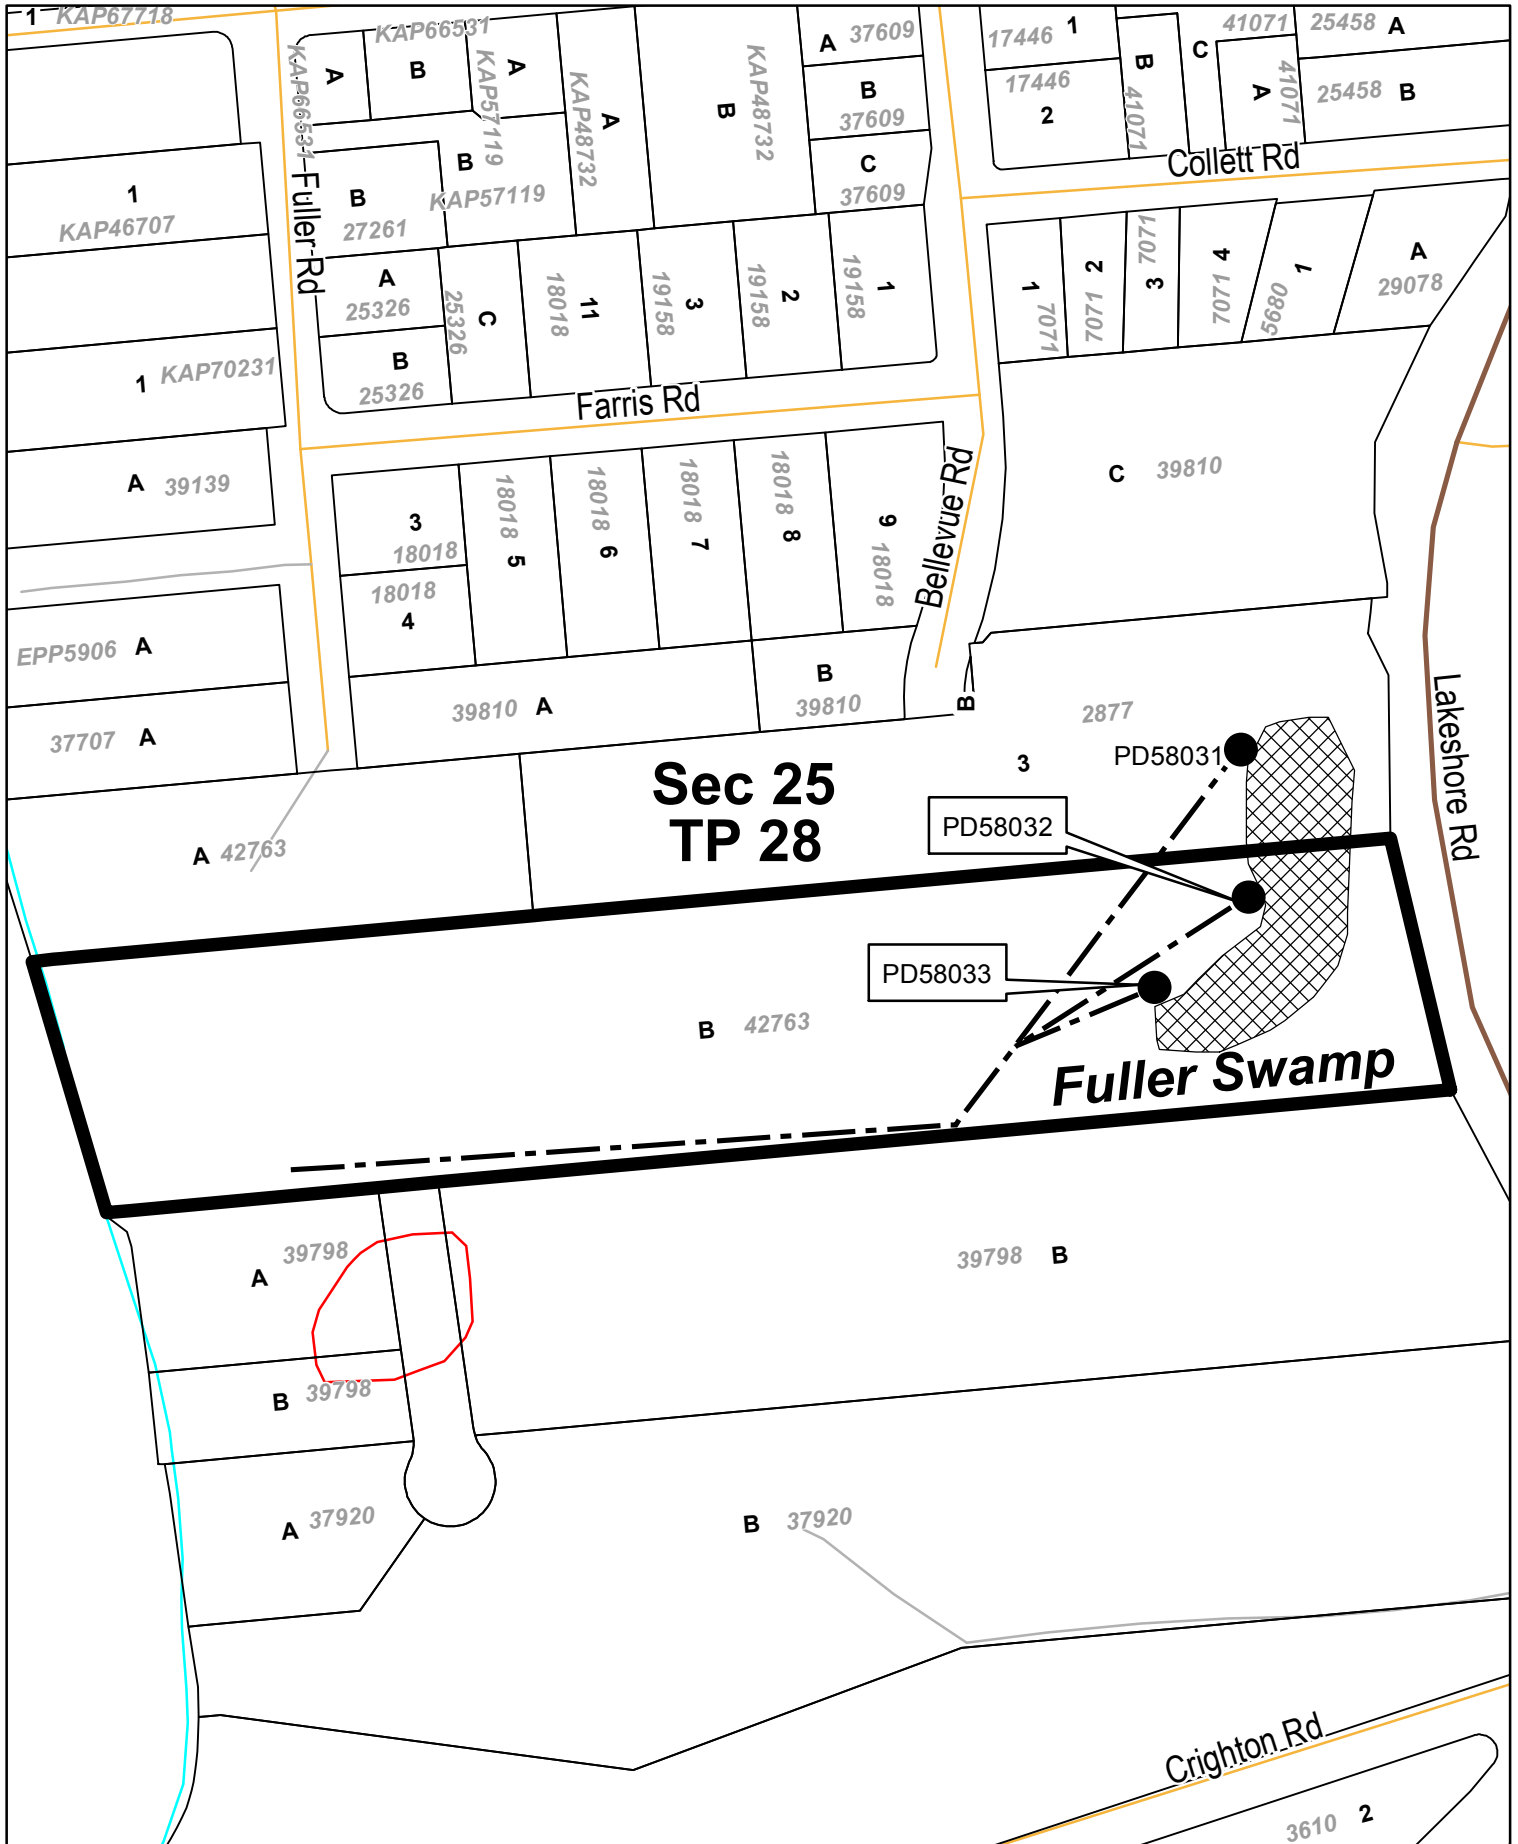 1 KAP67718
KAP66531
A
B
KAP66531
KAP57119
A
KAP48732
A
B
KAP48732
A 37609
B
37609
C
37609
17446 1
17446
2
B
41071
C
41071
A
41071
25458 A
25458 B
Collett Rd
1
KAP46707
Fuller Rd
B
27261
B
KAP57119
A
25326
B
25326
C
25326
11
18018
3
19158
2
19158
1
19158
1
7071
2
7071
3
7071
4
7071
1
5680
A
29078
1 KAP70231
Farris Rd
A 39139
3
18018
18018
4
18018 5
18018 6
18018 7
18018 8
9 18018
Bellevue Rd
C 39810
EPP5906 A
37707 A
39810 A
B
39810
B
2877
3
PD58031
Lakeshore Rd
Sec 25
TP 28
PD58032
A 42763
PD58033
B 42763
Fuller Swamp
39798
A
39798 B
B 39798
A 37920
B 37920
Crighton Rd
3610 2